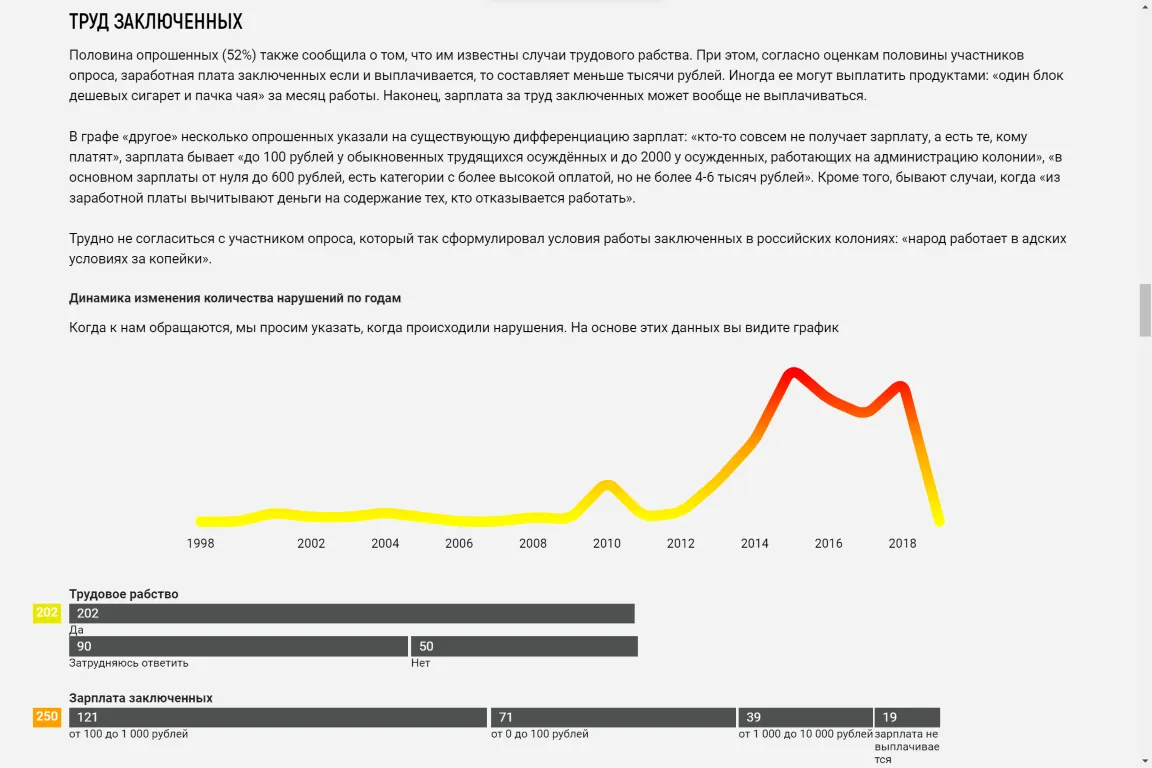 ТРУД ЗАКЛЮЧЕННЫХ
Половина опрошенных (52%) также сообщила о том, что им известны случаи трудового рабства. При этом, согласно оценкам половины участников
опроса, заработная плата заключенных если и выплачивается, то составляет меньше тысячи рублей. Иногда ее могут выплатить продуктами: «один блок
дешевых сигарет и пачка чая» за месяц работы. Наконец, зарплата за труд заключенных может вообще не выплачиваться.
В графе «другое» несколько опрошенных указали на существующую дифференциацию зарплат: «кто-то совсем не получает зарплату, а есть те, кому
платят», зарплата бывает «до 100 рублей у обыкновенных трудящихся осуждённых и до 2000 у осужденных, работающих на администрацию колонии», «в
основном зарплаты от нуля до 600 рублей, есть категории с более высокой оплатой, но не более 4-6 тысяч рублей». Кроме того, бывают случаи, когда «из
заработной платы вычитывают деньги на содержание тех, кто отказывается работать».
Трудно не согласиться с участником опроса, который так сформулировал условия работы заключенных в российских колониях: «народ работает в адских
условиях за копейки».
Динамика изменения количества нарушений по годам
Когда к нам обращаются, мы просим указать, когда происходили нарушения. На основе этих данных вы видите график
1998 2002 2004 2006 2008 2010 2012 2014 2016 2018
Трудовое рабство
202 202
Да
90 50
Затрудняюсь ответить Нет
Зарплата заключенных
250 121 71 39 19
от 100 до 1 000 рублей от 0 до 100 рублей от 1 000 до 10 000 рублей зарплата не
выплачивае
тся